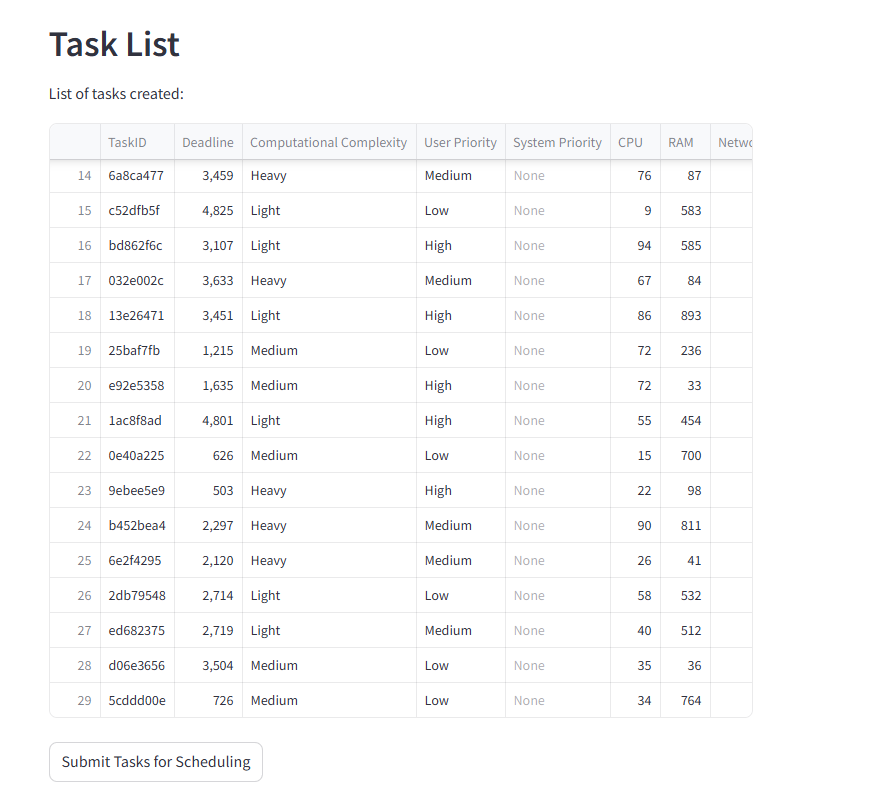 Task List
List of tasks created:
TaskID Deadline Computational Complexity User Priority System Priority CPU RAM Netwo
14 6a8ca477 3,459 Heavy Medium None 76 87
15 c52dfb5f 4,825 Light Low None 9 583
16 bd862f6c 3,107 Light High None 94 585
17 032e002c 3,633 Heavy Medium None 67 84
18 13e26471 3,451 Light High None 86 893
19 25baf7fb 1,215 Medium Low None 72 236
20 e92e5358 1,635 Medium High None 72 33
21 1ac8f8ad 4,801 Light High None 55 454
22 0e40a225 626 Medium Low None 15 700
23 9ebee5e9 503 Heavy High None 22 98
24 b452bea4 2,297 Heavy Medium None 90 811
25 6e2f4295 2,120 Heavy Medium None 26 41
26 2db79548 2,714 Light Low None 58 532
27 ed682375 2,719 Light Medium None 40 512
28 d06e3656 3,504 Medium Low None 35 36
29 5cddd00e 726 Medium Low None 34 764
Submit Tasks for Scheduling